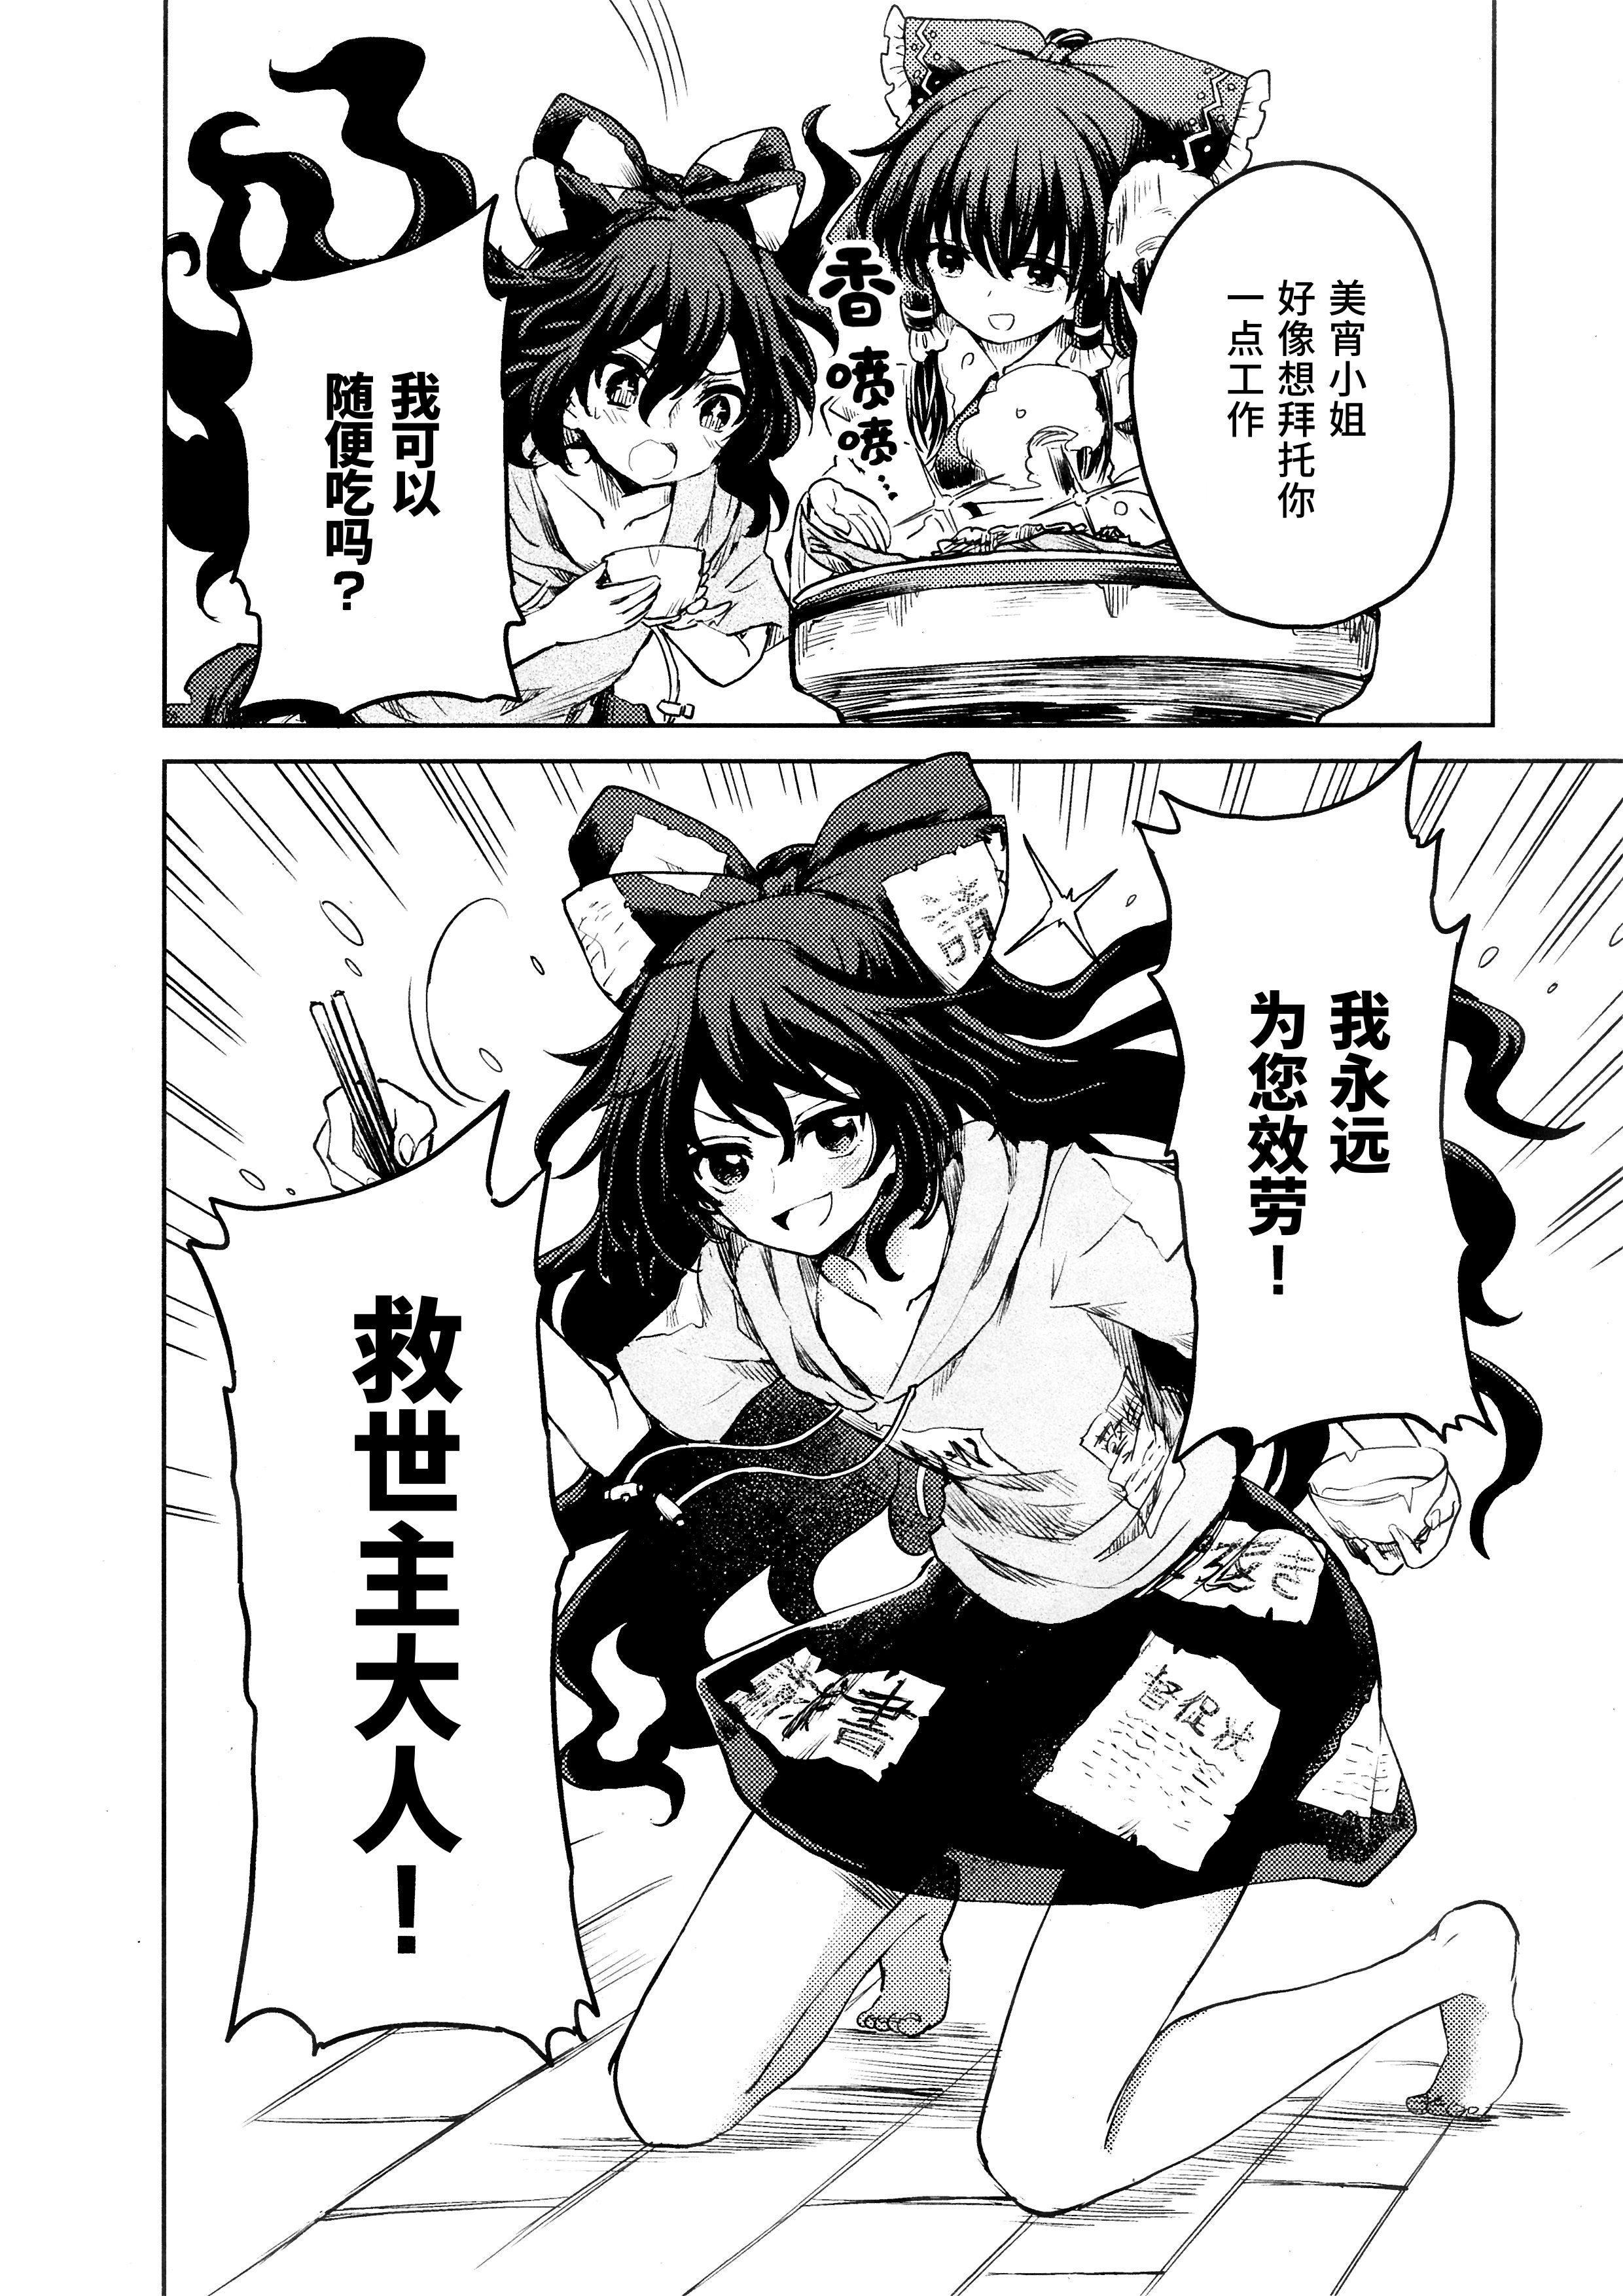 美宵小姐
好像想拜托你
一点工作
香
喷
喷…
我可以
随便吃吗？
我永远
为您效劳！
救世主大人！
請
督促状